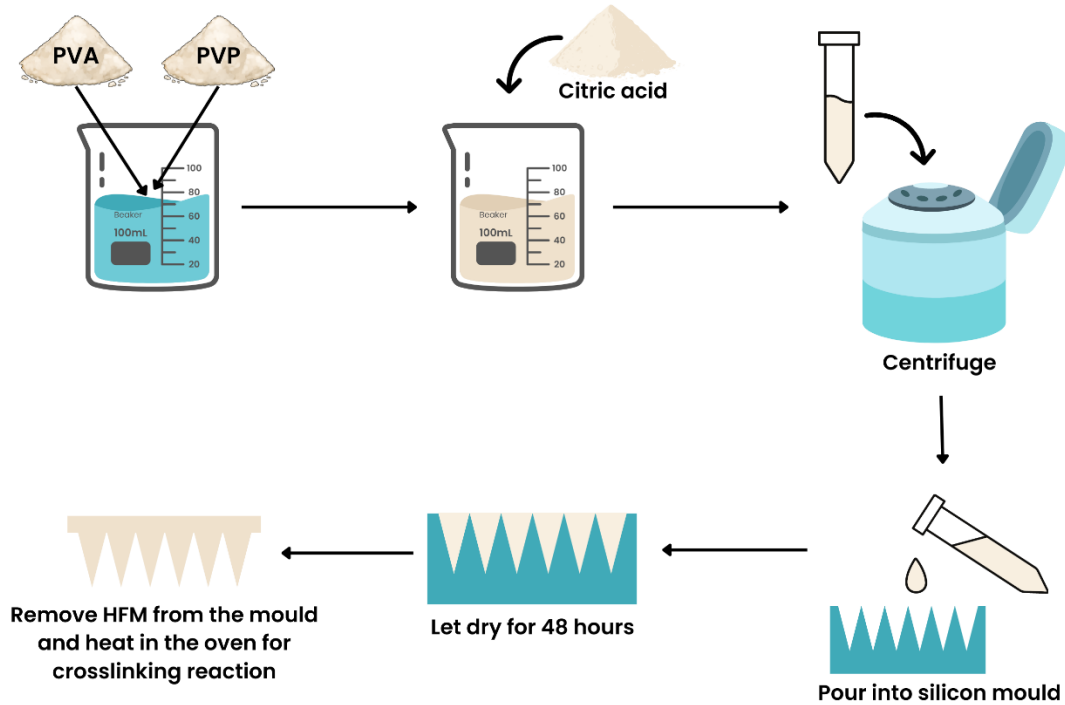 PVA
PVP
Citric acid
100
80
60
40
20
Beaker
100mL
100
80
60
40
20
Beaker
100mL
Centrifuge
Pour into silicon mould
Let dry for 48 hours
Remove HFM from the mould
and heat in the oven for
crosslinking reaction